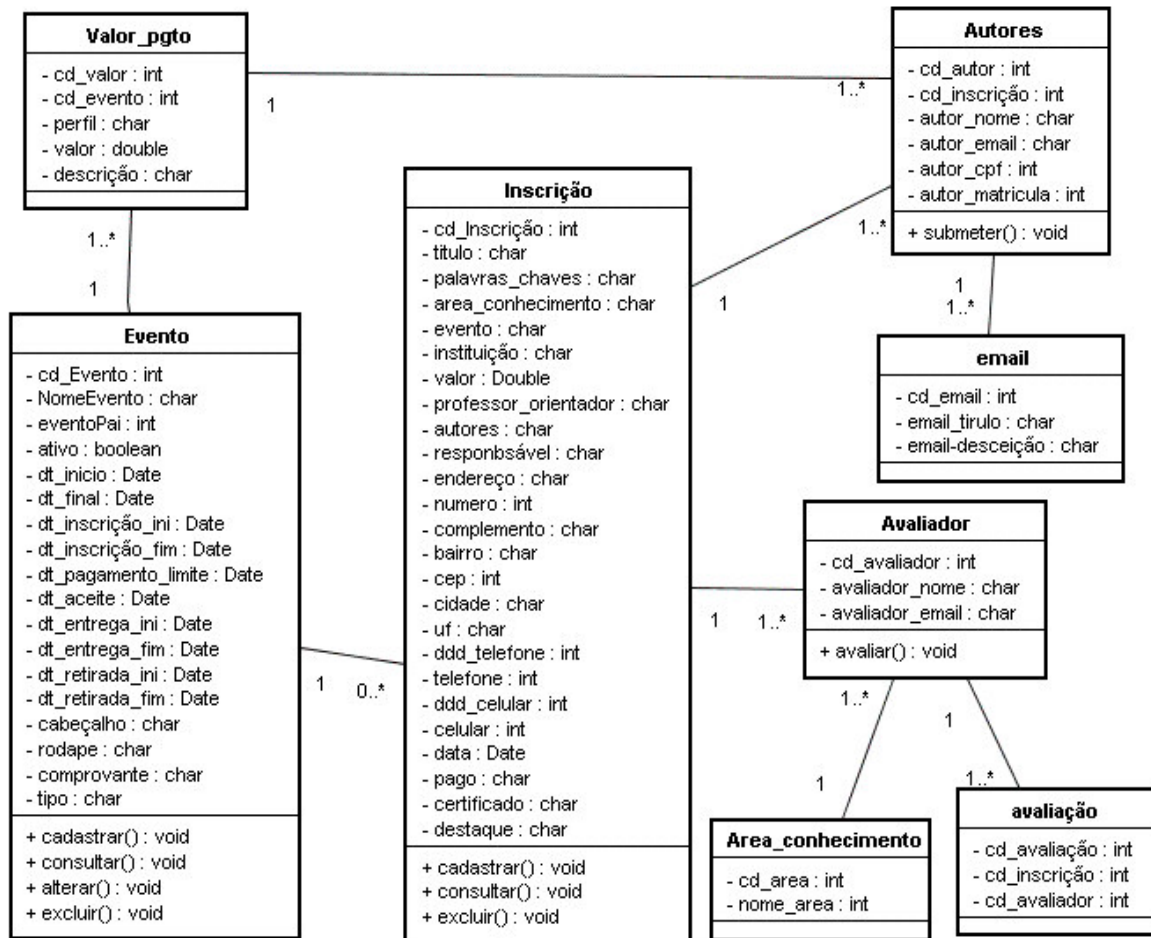 Valor_pgto
- cd_valor : int
- cd_evento : int
- perfil : char
- valor : double
- descrição : char
1
1..*
Autores
- cd_autor : int
- cd_inscrição : int
- autor_nome : char
- autor_email : char
- autor_cpf : int
- autor_matricula : int
+ submeter() : void
1..*
1
Evento
- cd_Evento : int
- NomeEvento : char
- eventoPai : int
- ativo : boolean
- dt_inicio : Date
- dt_final : Date
- dt_inscrição_ini : Date
- dt_inscrição_fim : Date
- dt_pagamento_limite : Date
- dt_aceite : Date
- dt_entrega_ini : Date
- dt_entrega_fim : Date
- dt_retirada_ini : Date
- dt_retirada_fim : Date
- cabeçalho : char
- rodape : char
- comprovante : char
- tipo : char
+ cadastrar() : void
+ consultar() : void
+ alterar() : void
+ excluir() : void
1
0..*
Inscrição
- cd_Inscrição : int
- título : char
- palavras_chaves : char
- area_conhecimento : char
- evento : char
- instituição : char
- valor : Double
- professor_orientador : char
- autores : char
- responbsável : char
- endereço : char
- numero : int
- complemento : char
- bairro : char
- cep : int
- cidade : char
- uf : char
- ddd_telefone : int
- telefone : int
- ddd_celular : int
- celular : int
- data : Date
- pago : char
- certificado : char
- destaque : char
+ cadastrar() : void
+ consultar() : void
+ excluir() : void
1..*
1
1
1..*
email
- cd_email : int
- email_tirulo : char
- email-desceição : char
1
1..*
Avaliador
- cd_avaliador : int
- avaliador_nome : char
- avaliador_email : char
+ avaliar() : void
1..*
1
1
1..*
Area_conhecimento
- cd_area : int
- nome_area : int
avaliação
- cd_avaliação : int
- cd_inscrição : int
- cd_avaliador : int